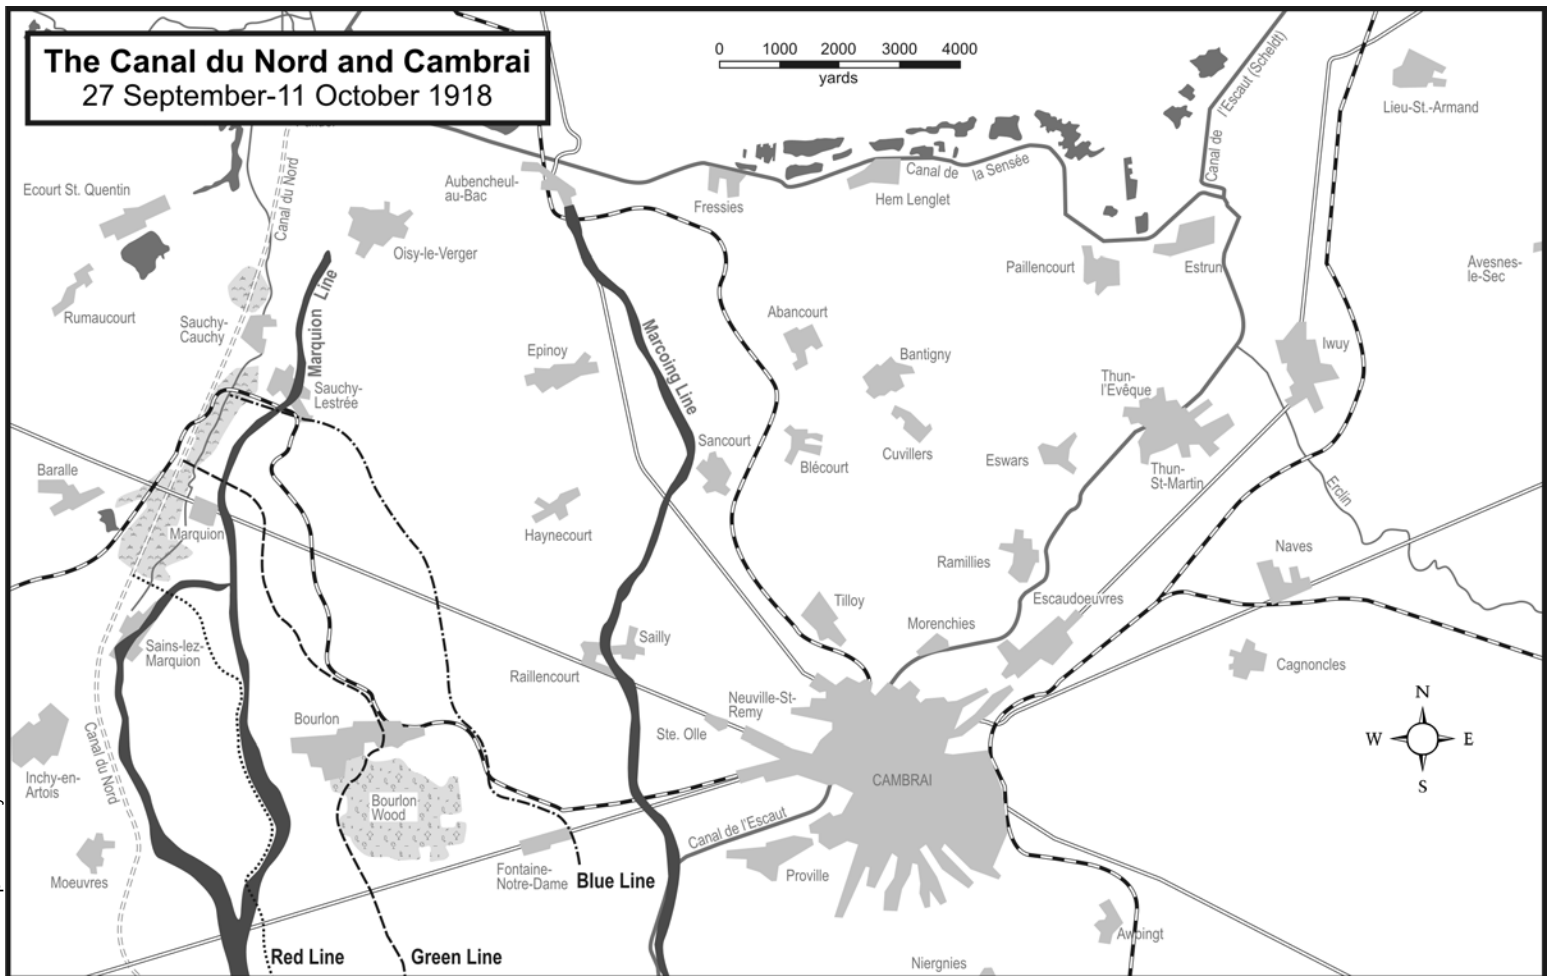 The Canal du Nord and Cambrai
27 September-11 October 1918
0 1000 2000 3000 4000
yards
Canal de
l'Escaut (Scheldt)
Lieu-St.-Armand
Ecourt St. Quentin
Canal du Nord
Aubencheul-
au-Bac
Fressies
Canal de
la Sensée
Hem Lenglet
Oisy-le-Verger
Paillencourt
Estrun
Avesnes-
le-Sec
Rumaucourt
Sauchy-
Cauchy
Marquion Line
Abancourt
Marcoing Line
Epinoy
Bantigny
Iwuy
Sauchy-
Lestrée
Thun-
l'Evêque
Sancourt
Blécourt
Cuvillers
Eswars
Thun-
St-Martin
Baralle
Erclin
Marquion
Haynecourt
Ramillies
Naves
Tilloy
Escaudoeuvres
Morenchies
Sains-lez-
Marquion
Sailly
Raillencourt
Cagnoncles
Neuville-St-
Remy
Ste. Olle
Bourlon
N
W E
S
Canal du Nord
Inchy-en-
Artois
CAMBRAI
Bourlon
Wood
Canal de l'Escaut
Moeuvres
Fontaine-
Notre-Dame
Blue Line
Proville
Awoingt
Red Line
Green Line
Niergnies